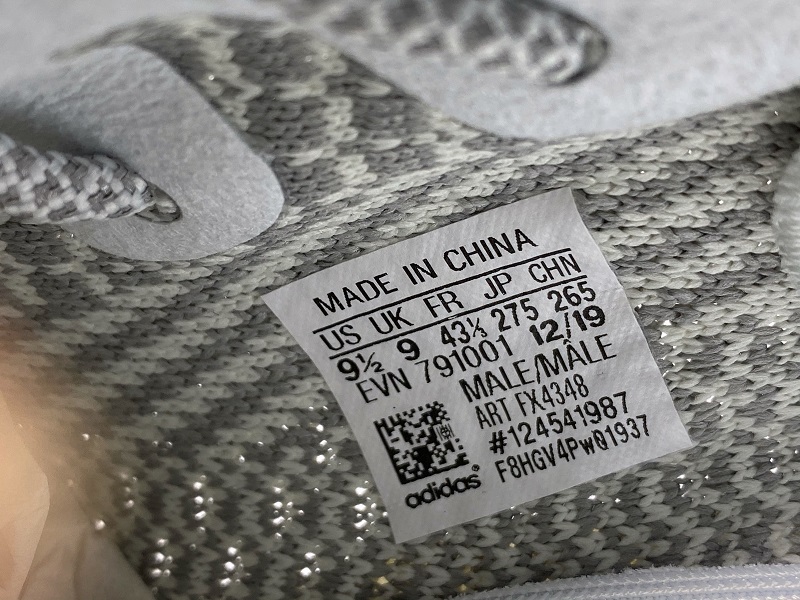 MADE IN CHINA
US UK FR JP CHN
9½ 9 43⅓ 275 265
EVN 791001 12/19
MALE/MÂLE
ART FX4348
#124541987
F8HGV4PwQ1937
adidas®